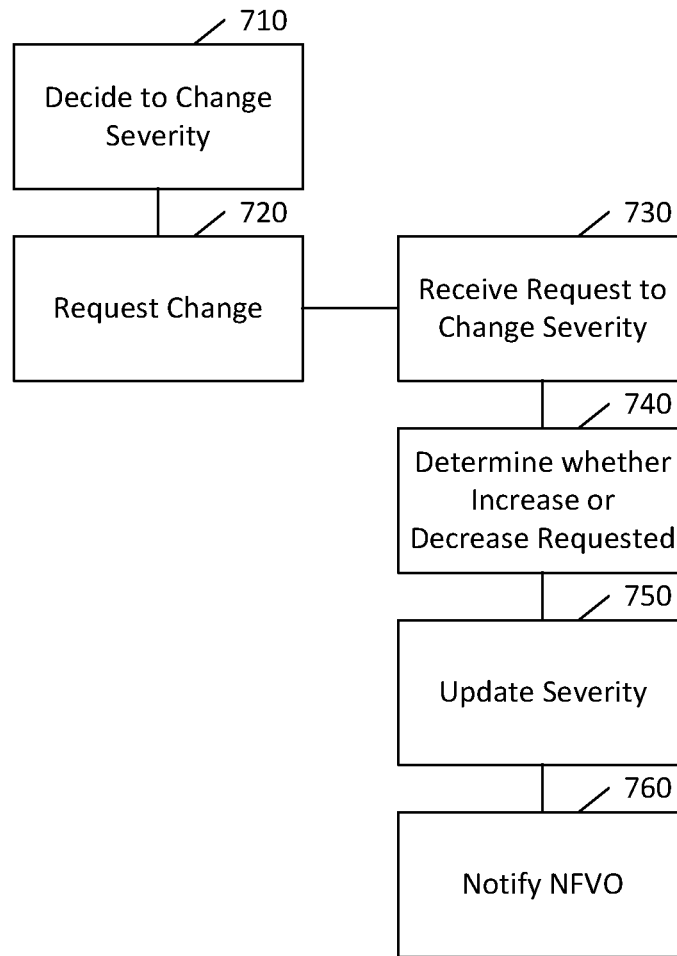 710
Decide to Change
Severity
720
Request Change
730
Receive Request to
Change Severity
740
Determine whether
Increase or
Decrease Requested
750
Update Severity
760
Notify NFVO